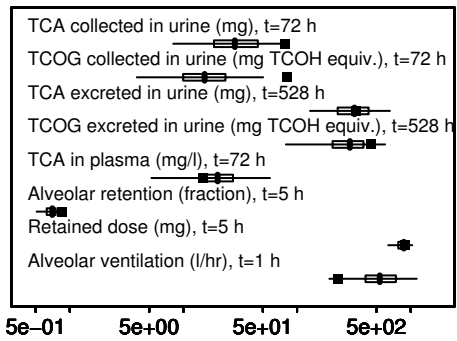 TCA collected in urine (mg), t=72 h
TCOG collected in urine (mg TCOH equiv.), t=72 h
TCA excreted in urine (mg), t=528 h
TCOG excreted in urine (mg TCOH equiv.), t=528 h
TCA in plasma (mg/l), t=72 h
Alveolar retention (fraction), t=5 h
Retained dose (mg), t=5 h
Alveolar ventilation (l/hr), t=1 h
5e−01 5e+00 5e+01 5e+02